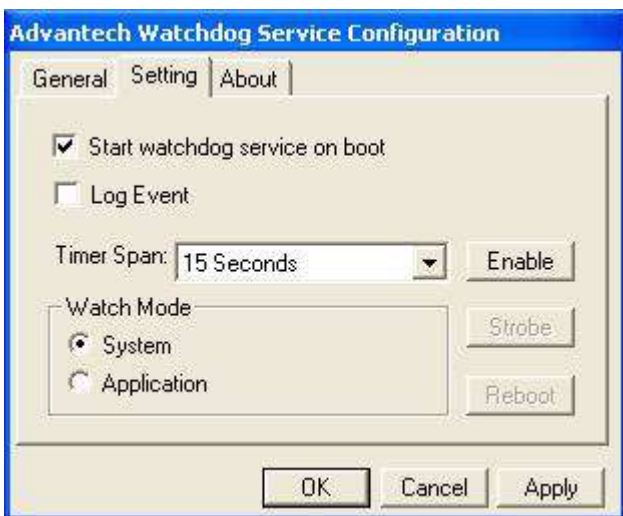 Advantech Watchdog Service Configuration
General Setting About
Start watchdog service on boot
Log Event
Timer Span: 15 Seconds Enable
Watch Mode
System
Application
Strobe
Reboot
OK Cancel Apply